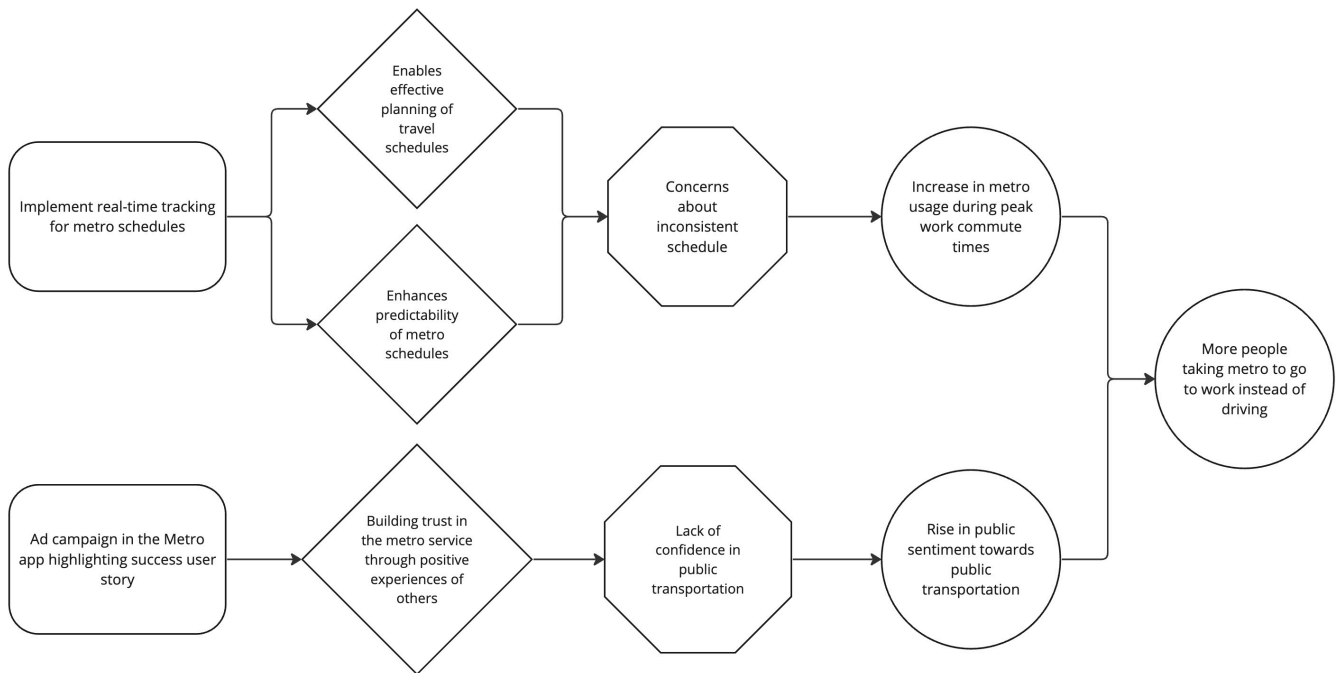 Enables
effective
planning of
travel
schedules
Implement real-time tracking
for metro schedules
Enhances
predictability
of metro
schedules
Concerns
about
inconsistent
schedule
Increase in metro
usage during peak
work commute
times
More people
taking metro to go
to work instead of
driving
Ad campaign in the Metro
app highlighting success user
story
Building trust in
the metro service
through positive
experiences of
others
Lack of
confidence in
public
transportation
Rise in public
sentiment towards
public
transportation